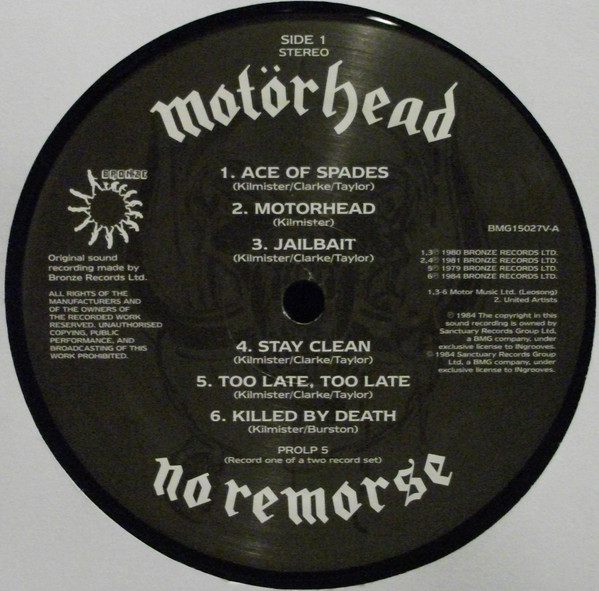 SIDE 1
STEREO
motörhead
1. ACE OF SPADES
(Kilmister/Clarke/Taylor)
2. MOTORHEAD
(Kilmister)
3. JAILBAIT
(Kilmister/Clarke/Taylor)
BRONZE
Original sound
recording made by
Bronze Records Ltd.
ALL RIGHTS OF THE
MANUFACTURERS AND
OF THE OWNERS OF
THE RECORDED WORK
RESERVED. UNAUTHORISED
COPYING, PUBLIC
PERFORMANCE, AND
BROADCASTING OF THIS
WORK PROHIBITED.
BMG15027V-A
1,3℗ 1980 BRONZE RECORDS LTD.
2,4℗ 1981 BRONZE RECORDS LTD.
5℗ 1979 BRONZE RECORDS LTD.
6℗ 1984 BRONZE RECORDS LTD.
1,3-6 Motor Music Ltd. (Leosong)
2. United Artists
℗ 1984 The copyright in this
sound recording is owned by
Sanctuary Records Group Ltd,
a BMG company, under
exclusive license to INgrooves.
© 1984 Sanctuary Records Group
Ltd, a BMG company, under
exclusive license to INgrooves.
4. STAY CLEAN
(Kilmister/Clarke/Taylor)
5. TOO LATE, TOO LATE
(Kilmister/Clarke/Taylor)
6. KILLED BY DEATH
(Kilmister/Burston)
PROLP 5
(Record one of a two record set)
no remorse